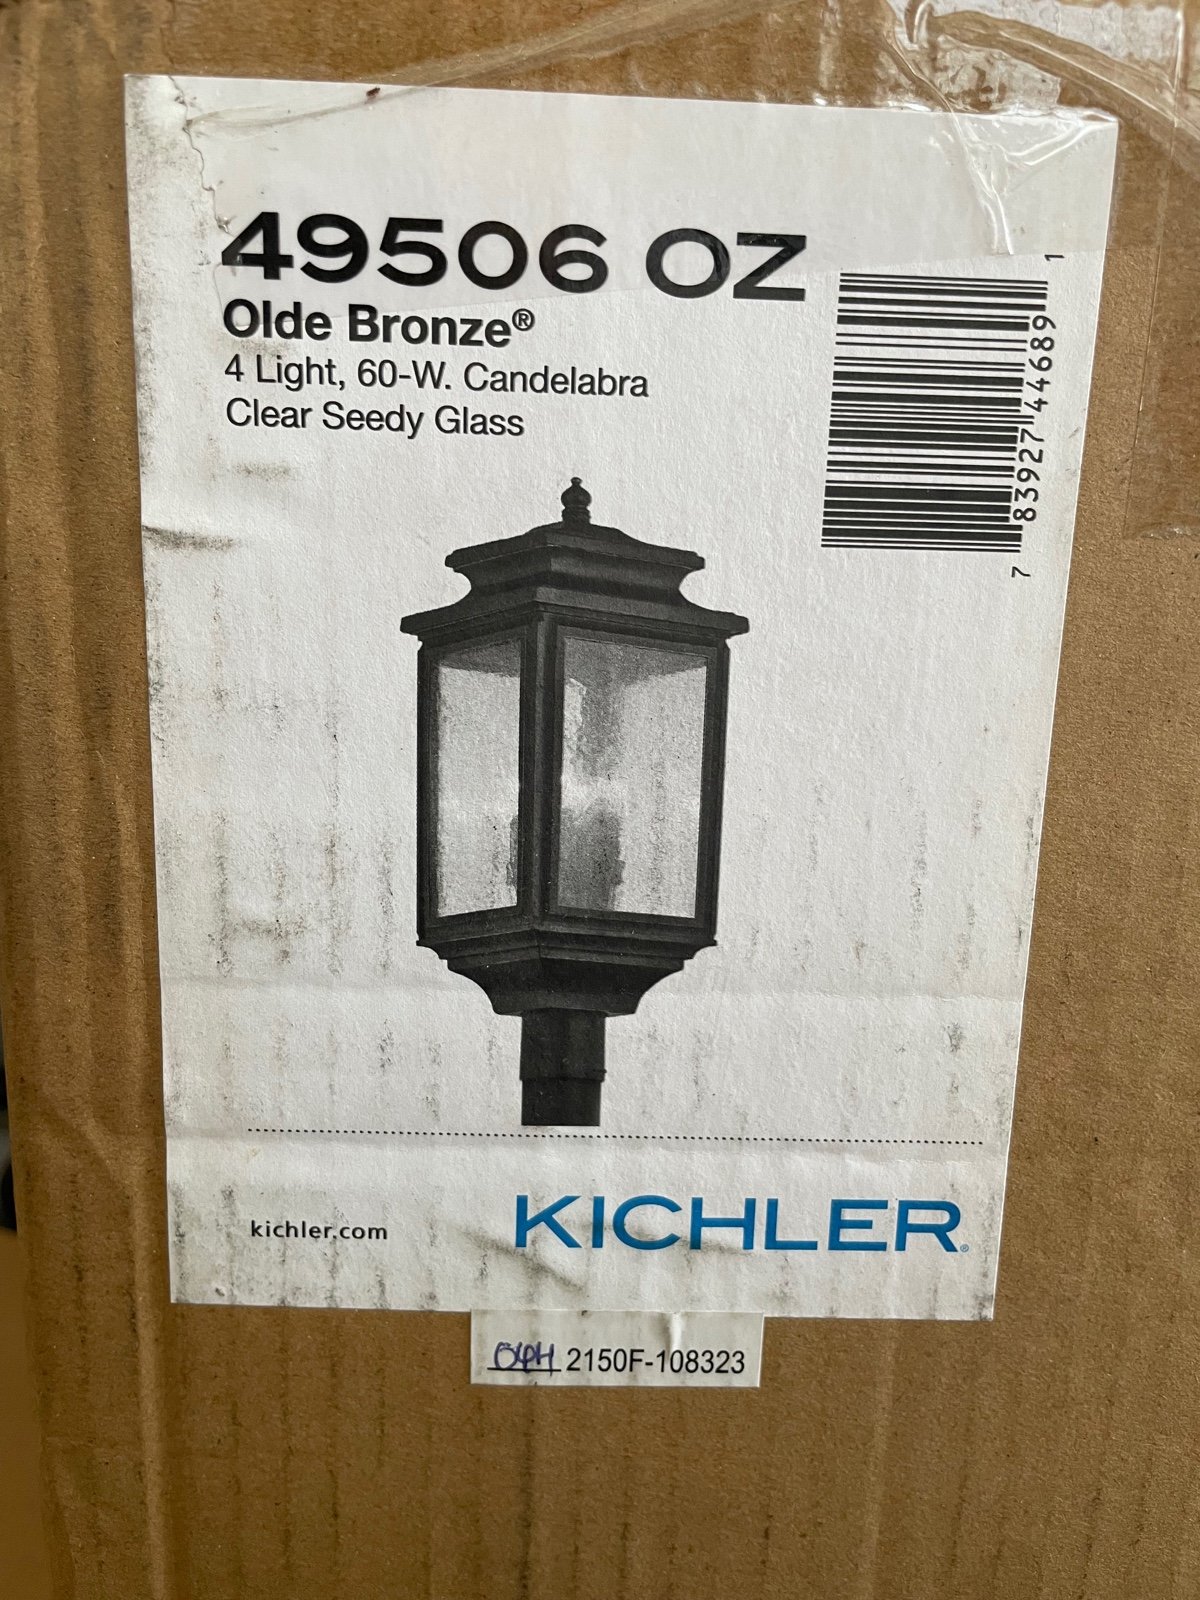 49506 OZ
Olde Bronze®
4 Light, 60-W. Candelabra
Clear Seedy Glass
7 83927 44689 1
kichler.com
KICHLER®
04H 2150F-108323